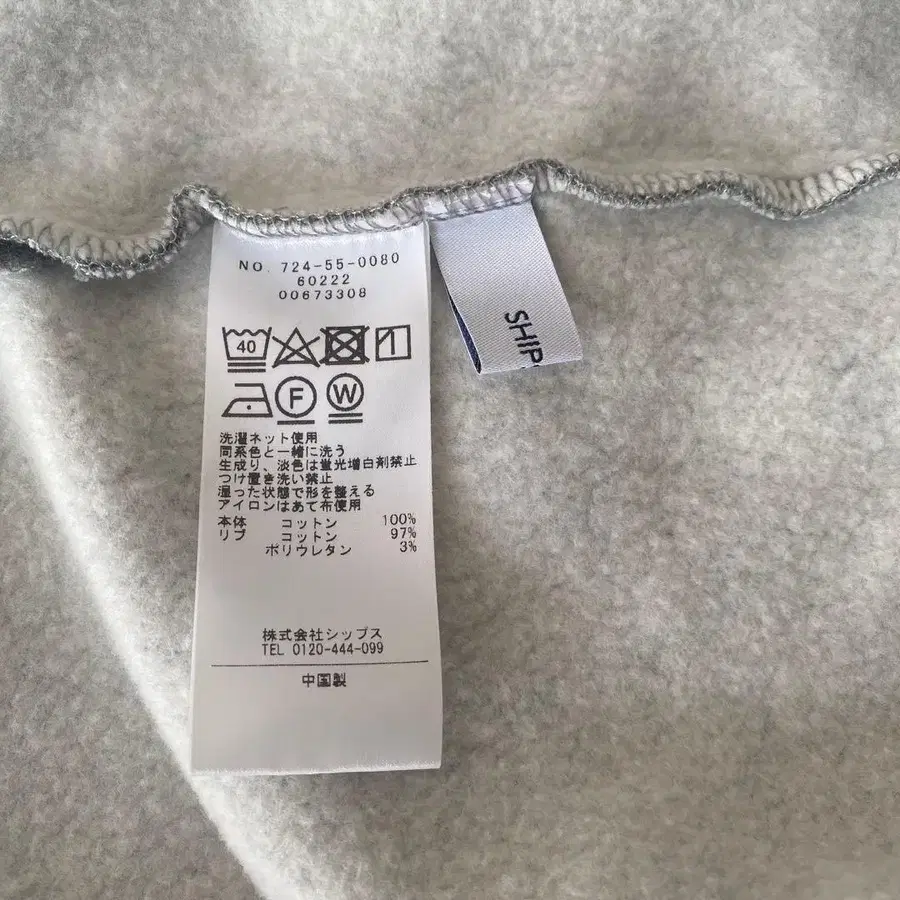 NO. 724-55-0080
60222
00673308
40
F
W
洗濯ネット使用
同系色と一緒に洗う
生成り、淡色は蛍光増白剤禁止
つけ置き洗い禁止
湿った状態で形を整える
アイロンはあて布使用
本体 コットン 100%
リブ コットン 97%
ポリウレタン 3%
株式会社シップス
TEL 0120-444-099
中国製
SHIPS